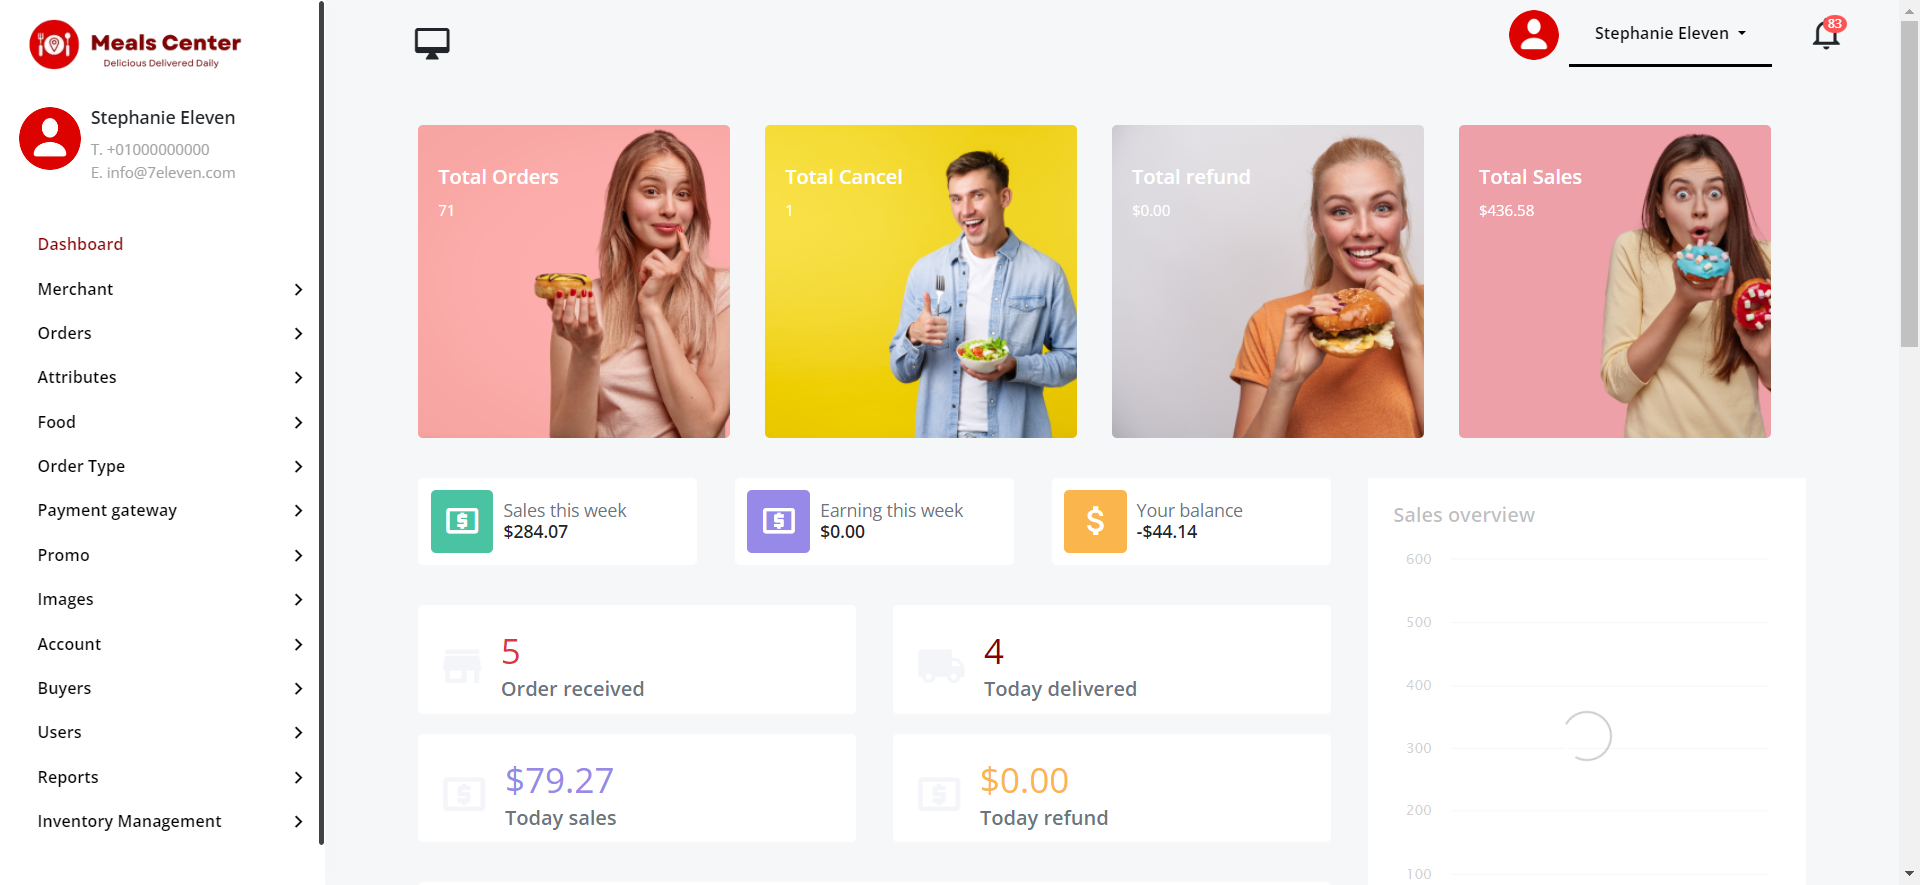 Meals Center
Delicious Delivered Daily
Stephanie Eleven
T. +01000000000
E. info@7eleven.com
Dashboard
Merchant
Orders
Attributes
Food
Order Type
Payment gateway
Promo
Images
Account
Buyers
Users
Reports
Inventory Management
Stephanie Eleven
83
Total Orders
71
Total Cancel
1
Total refund
$0.00
Total Sales
$436.58
Sales this week
$284.07
Earning this week
$0.00
Your balance
-$44.14
5
Order received
4
Today delivered
$79.27
Today sales
$0.00
Today refund
Sales overview
600
500
400
300
200
100